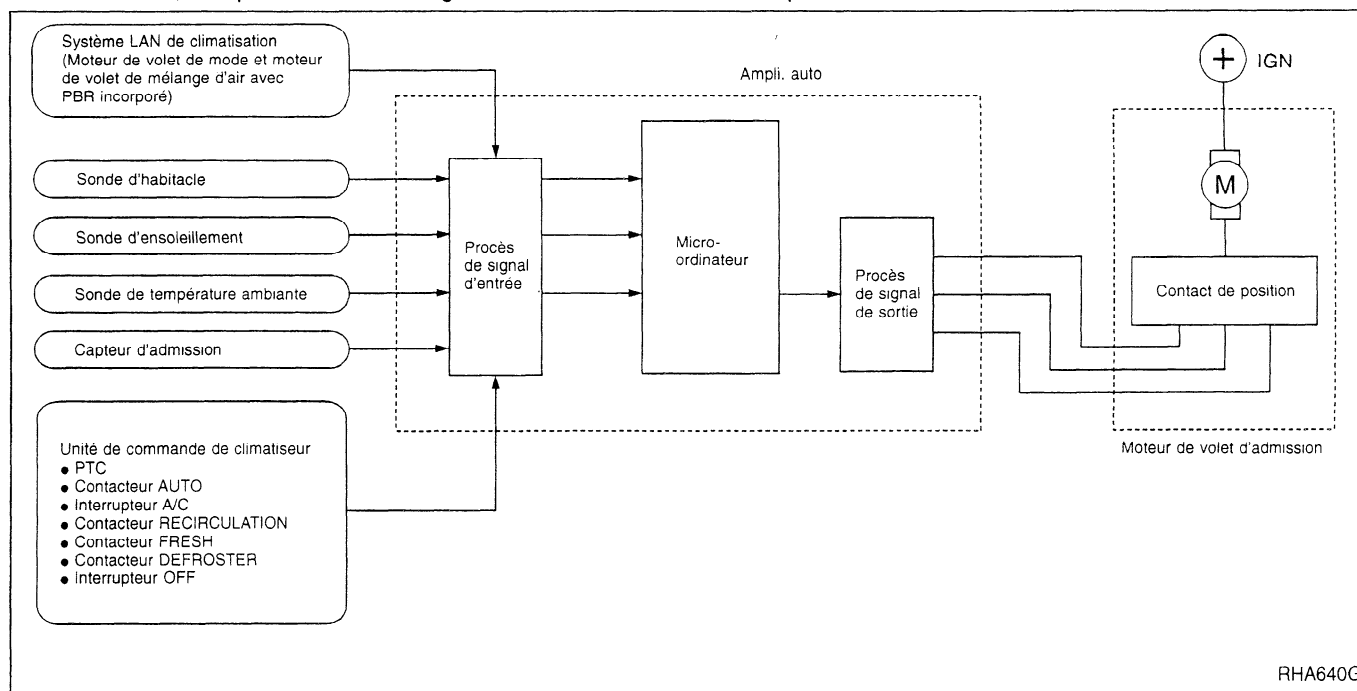 Système LAN de climatisation
(Moteur de volet de mode et moteur
de volet de mélange d'air avec
PBR incorporé)
Sonde d'habitacle
Sonde d'ensoleillement
Sonde de température ambiante
Capteur d'admission
Unité de commande de climatiseur
● PTC
● Contacteur AUTO
● Interrupteur A/C
● Contacteur RECIRCULATION
● Contacteur FRESH
● Contacteur DEFROSTER
● Interrupteur OFF
Ampli. auto
Procès
de signal
d'entrée
Micro-
ordinateur
Procès
de signal
de sortie
+ IGN
M
Contact de position
Moteur de volet d'admission
RHA640G